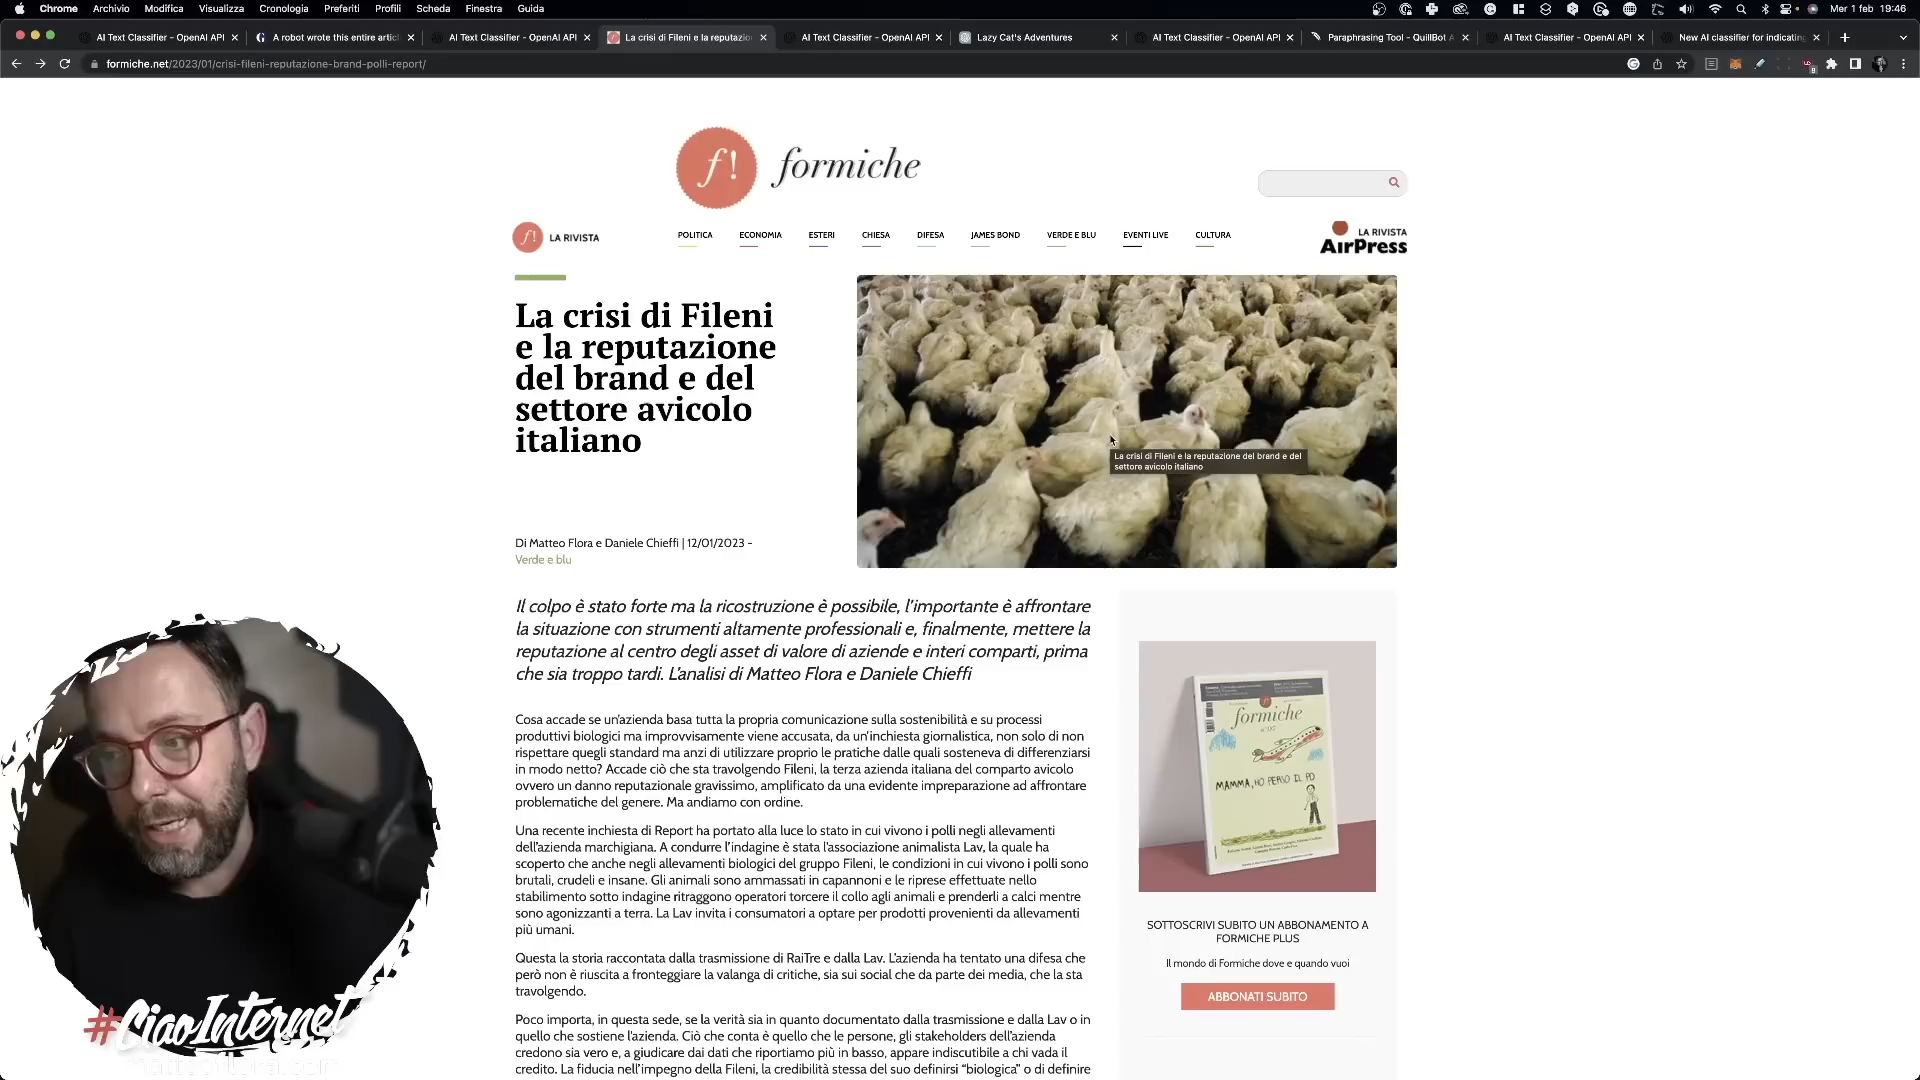 Chrome Archivio Modifica Visualizza Cronologia Preferiti Profili Scheda Finestra Guida
Mer 1 feb 19:46
AI Text Classifier - OpenAI API
A robot wrote this entire artic
AI Text Classifier - OpenAI API
La crisi di Fileni e la reputazio
AI Text Classifier - OpenAI API
Lazy Cat's Adventures
AI Text Classifier - OpenAI API
Paraphrasing Tool - QuillBot A
AI Text Classifier - OpenAI API
New AI classifier for indicating
formiche.net/2023/01/crisi-fileni-reputazione-brand-polli-report/
f! formiche
f! LA RIVISTA
POLITICA ECONOMIA ESTERI CHIESA DIFESA JAMES BOND VERDE E BLU EVENTI LIVE CULTURA
LA RIVISTA
AirPress
La crisi di Fileni
e la reputazione
del brand e del
settore avicolo
italiano
La crisi di Fileni e la reputazione del brand e del
settore avicolo italiano
Di Matteo Flora e Daniele Chieffi | 12/01/2023 -
Verde e blu
Il colpo è stato forte ma la ricostruzione è possibile, l'importante è affrontare
la situazione con strumenti altamente professionali e, finalmente, mettere la
reputazione al centro degli asset di valore di aziende e interi comparti, prima
che sia troppo tardi. L'analisi di Matteo Flora e Daniele Chieffi
Cosa accade se un'azienda basa tutta la propria comunicazione sulla sostenibilità e su processi
produttivi biologici ma improvvisamente viene accusata, da un'inchiesta giornalistica, non solo di non
rispettare quegli standard ma anzi di utilizzare proprio le pratiche dalle quali sosteneva di differenziarsi
in modo netto? Accade ciò che sta travolgendo Fileni, la terza azienda italiana del comparto avicolo
ovvero un danno reputazionale gravissimo, amplificato da una evidente impreparazione ad affrontare
problematiche del genere. Ma andiamo con ordine.
Una recente inchiesta di Report ha portato alla luce lo stato in cui vivono i polli negli allevamenti
dell'azienda marchigiana. A condurre l'indagine è stata l'associazione animalista Lav, la quale ha
scoperto che anche negli allevamenti biologici del gruppo Fileni, le condizioni in cui vivono i polli sono
brutali, crudeli e insane. Gli animali sono ammassati in capannoni e le riprese effettuate nello
stabilimento sotto indagine ritraggono operatori torcere il collo agli animali e prenderli a calci mentre
sono agonizzanti a terra. La Lav invita i consumatori a optare per prodotti provenienti da allevamenti
più umani.
Questa la storia raccontata dalla trasmissione di RaiTre e dalla Lav. L'azienda ha tentato una difesa che
però non è riuscita a fronteggiare la valanga di critiche, sia sui social che da parte dei media, che la sta
travolgendo.
Poco importa, in questa sede, se la verità sia in quanto documentato dalla trasmissione e dalla Lav o in
quello che sostiene l'azienda. Ciò che conta è quello che le persone, gli stakeholders dell'azienda
credono sia vero e, a giudicare dai dati che riportiamo più in basso, appare indiscutibile a chi vada il
credito. La fiducia nell'impegno della Fileni, la credibilità stessa del suo definirsi "biologica" o di definire
formiche
MAMMA, HO PERSO IL PD
SOTTOSCRIVI SUBITO UN ABBONAMENTO A
FORMICHE PLUS
Il mondo di Formiche dove e quando vuoi
ABBONATI SUBITO
#CiaoInternet